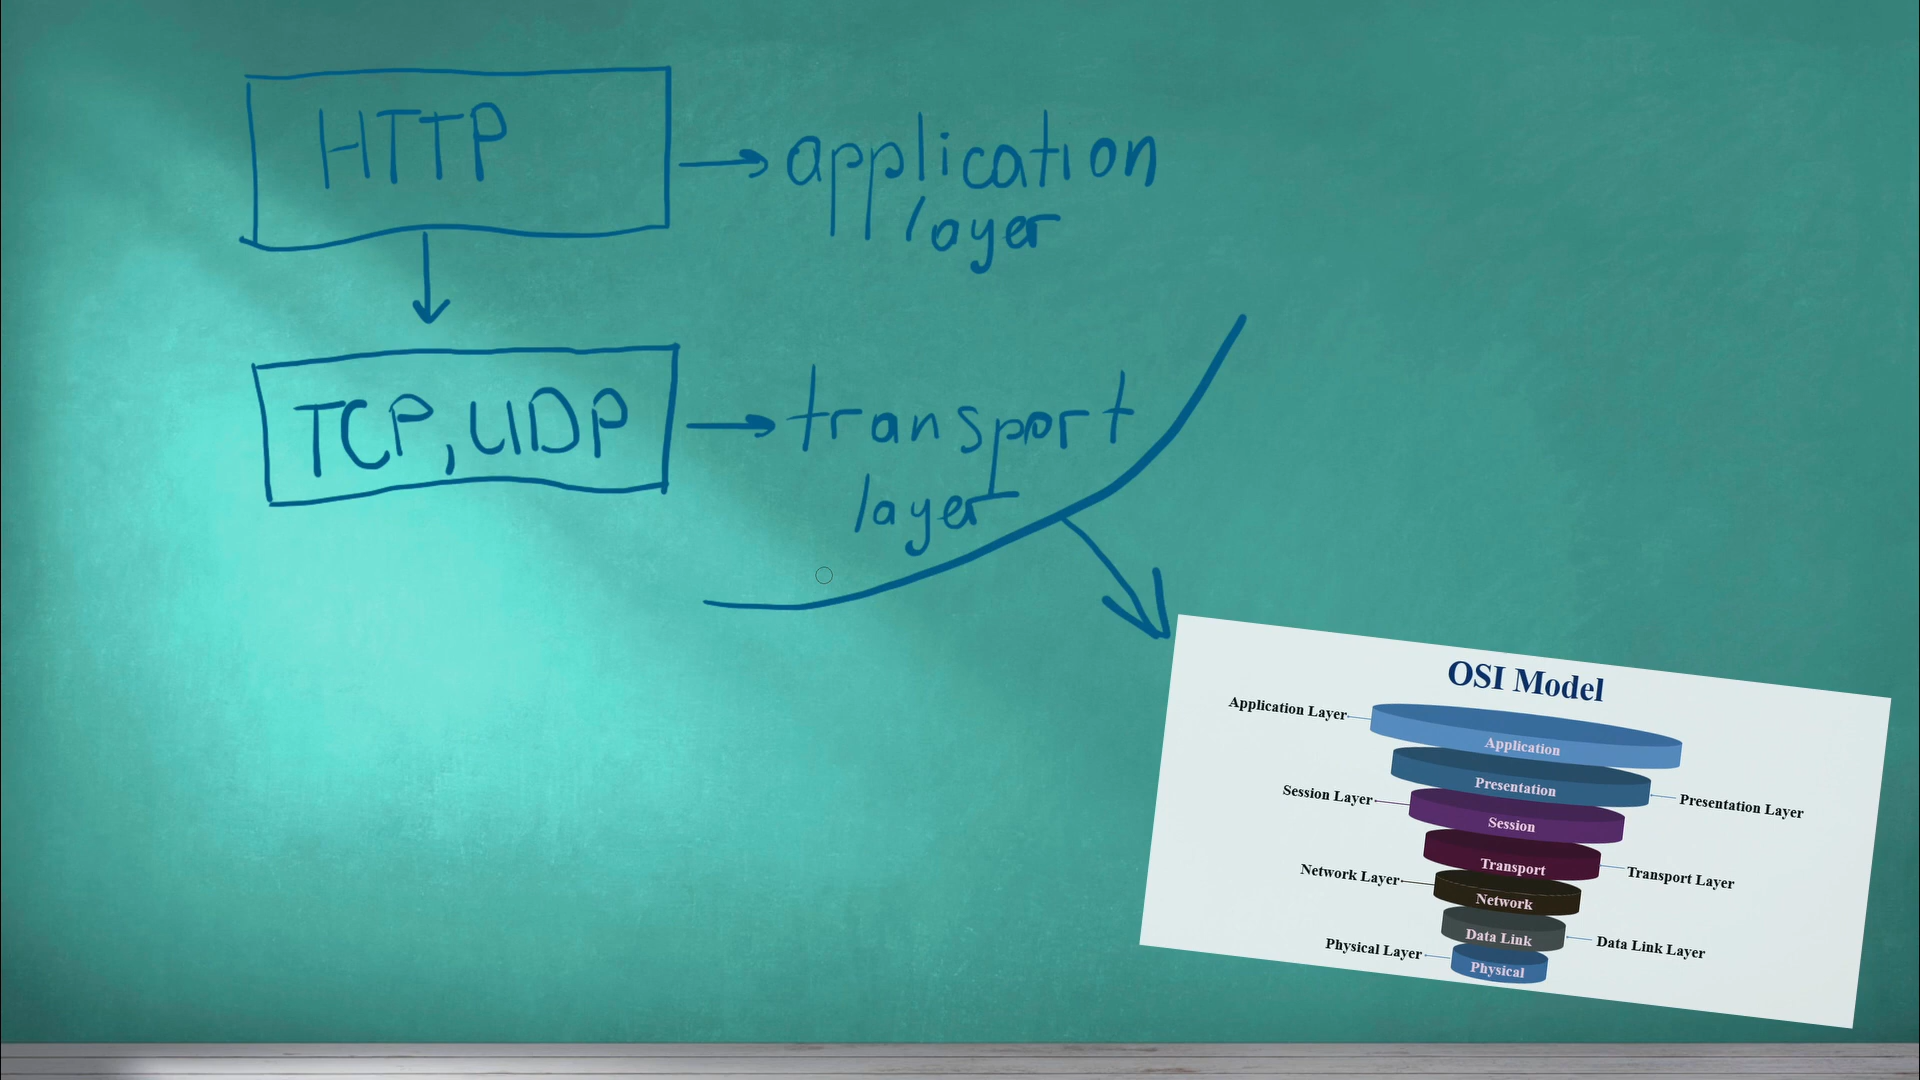 HTTP
application
layer
TCP, UDP
transport
layer
OSI Model
Application Layer
Application
Presentation
Presentation Layer
Session Layer
Session
Transport
Transport Layer
Network Layer
Network
Data Link
Data Link Layer
Physical Layer
Physical